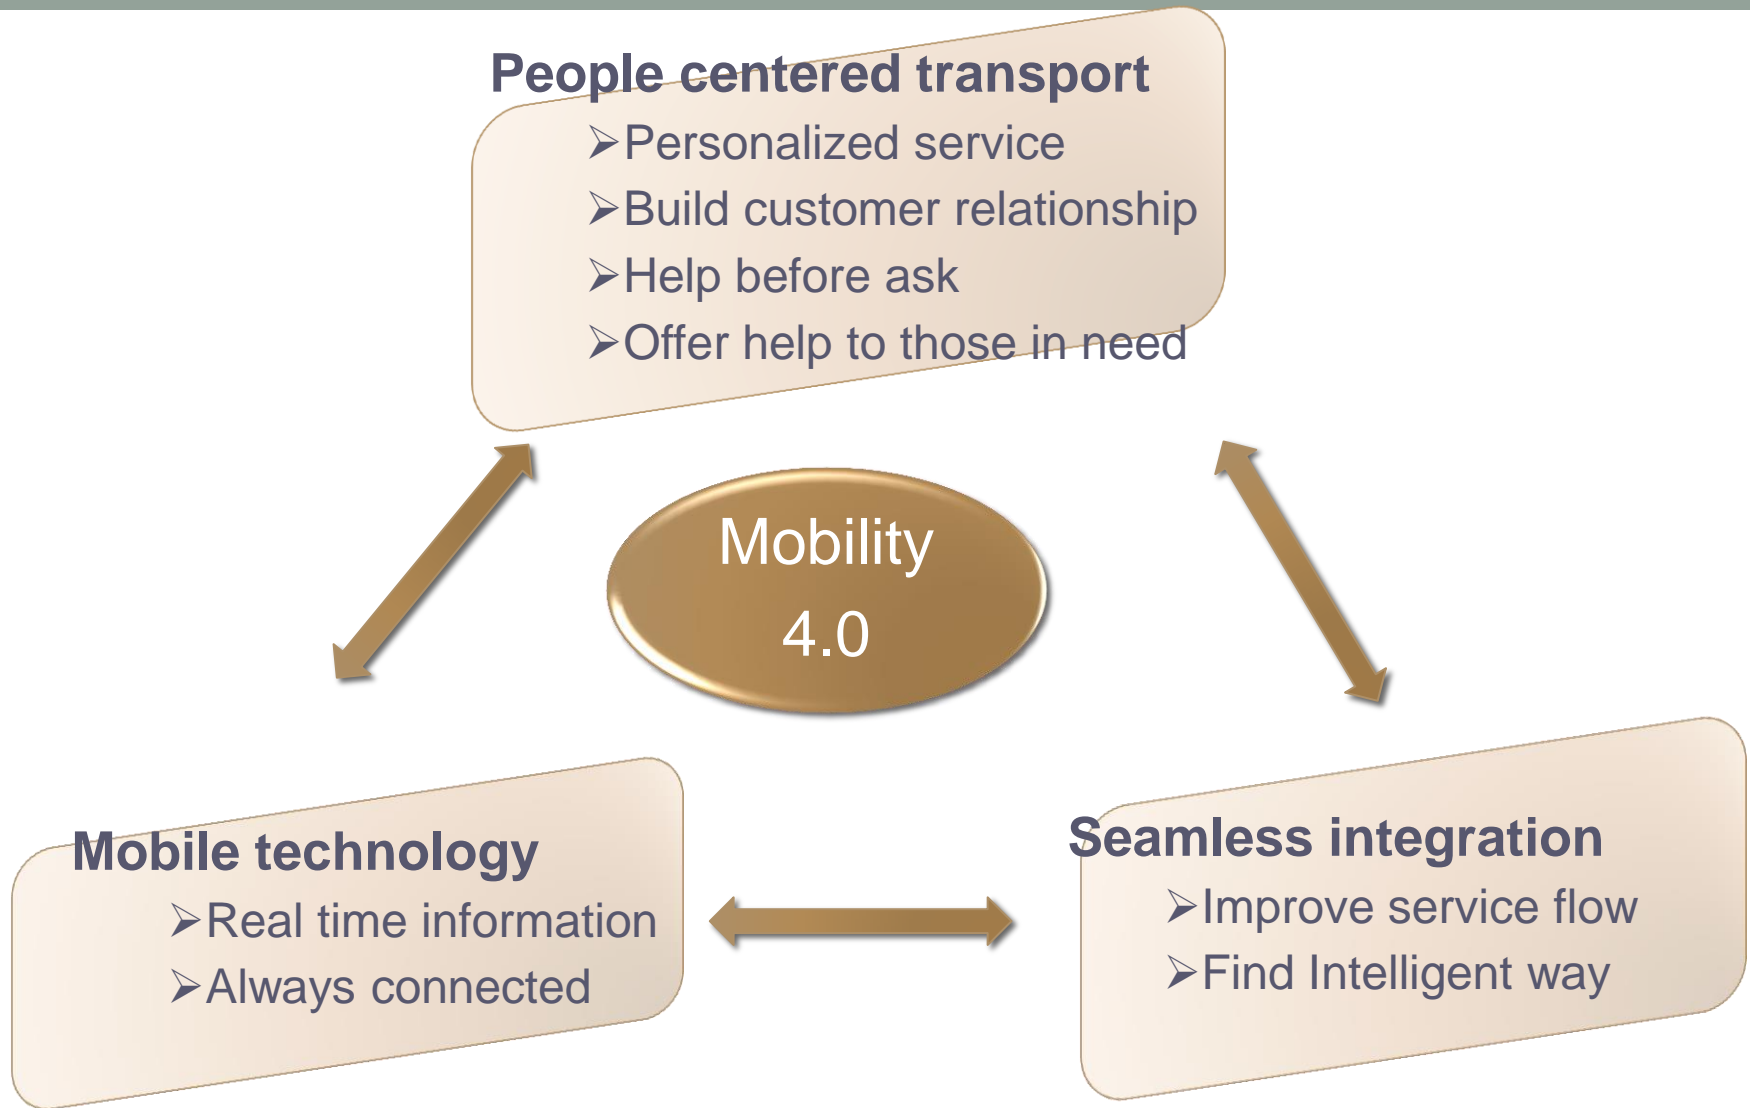 People centered transport
➢Personalized service
➢Build customer relationship
➢Help before ask
➢Offer help to those in need
Mobility
4.0
Mobile technology
➢Real time information
➢Always connected
Seamless integration
➢Improve service flow
➢Find Intelligent way